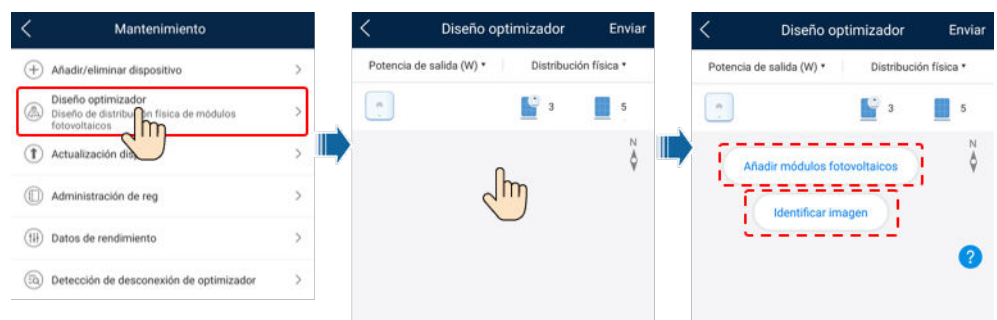 Mantenimiento
Añadir/eliminar dispositivo
Diseño optimizador
Diseño de distribución física de módulos
fotovoltaicos
Actualización
Administración de reg
Datos de rendimiento
Detección de desconexión de optimizador
Diseño optimizador Enviar
Potencia de salida (W) Distribución física
3 5
N
Diseño optimizador Enviar
Potencia de salida (W) Distribución física
3 5
N
Añadir módulos fotovoltaicos
Identificar imagen
?